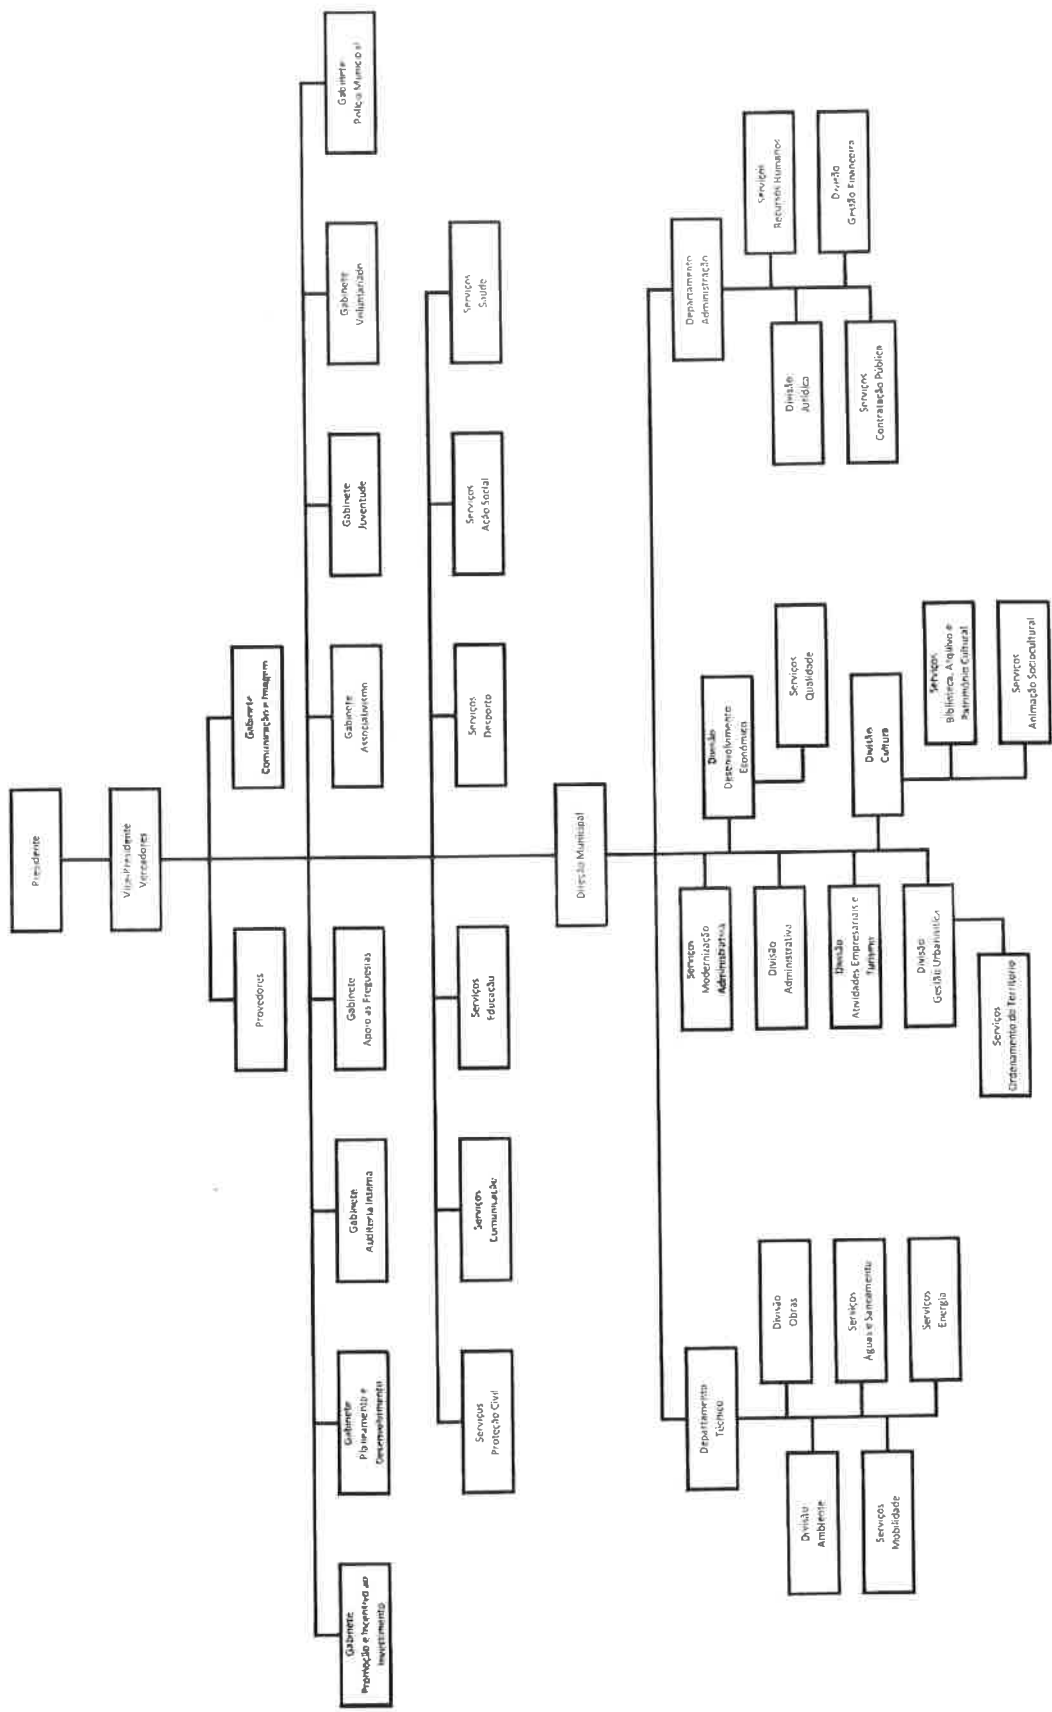 Presidente
Vice-Presidente
Vereadores
Provedores
Gabinete
Comunicação e Imagem
Gabinete
Promoção e Incentivo ao
Investimento
Gabinete
Planeamento e
Desenvolvimento
Gabinete
Auditoria Interna
Gabinete
Apoio às Freguesias
Gabinete
Associativismo
Gabinete
Juventude
Gabinete
Voluntariado
Gabinete
Polícia Municipal
Serviços
Proteção Civil
Serviços
Comunicação
Serviços
Educação
Serviços
Desporto
Serviços
Ação Social
Serviços
Saúde
Direção Municipal
Departamento
Técnico
Divisão
Obras
Divisão
Ambiente
Serviços
Águas e Saneamento
Serviços
Mobilidade
Serviços
Energia
Serviços
Modernização
Administrativa
Divisão
Desenvolvimento
Económico
Serviços
Qualidade
Divisão
Administrativa
Divisão
Atividades Empresariais e
Turismo
Divisão
Cultura
Serviços
Biblioteca, Arquivo e
Património Cultural
Serviços
Animação Sociocultural
Divisão
Gestão Urbanística
Serviços
Ordenamento do Território
Departamento
Administração
Serviços
Recursos Humanos
Divisão
Jurídica
Divisão
Gestão Financeira
Serviços
Contratação Pública